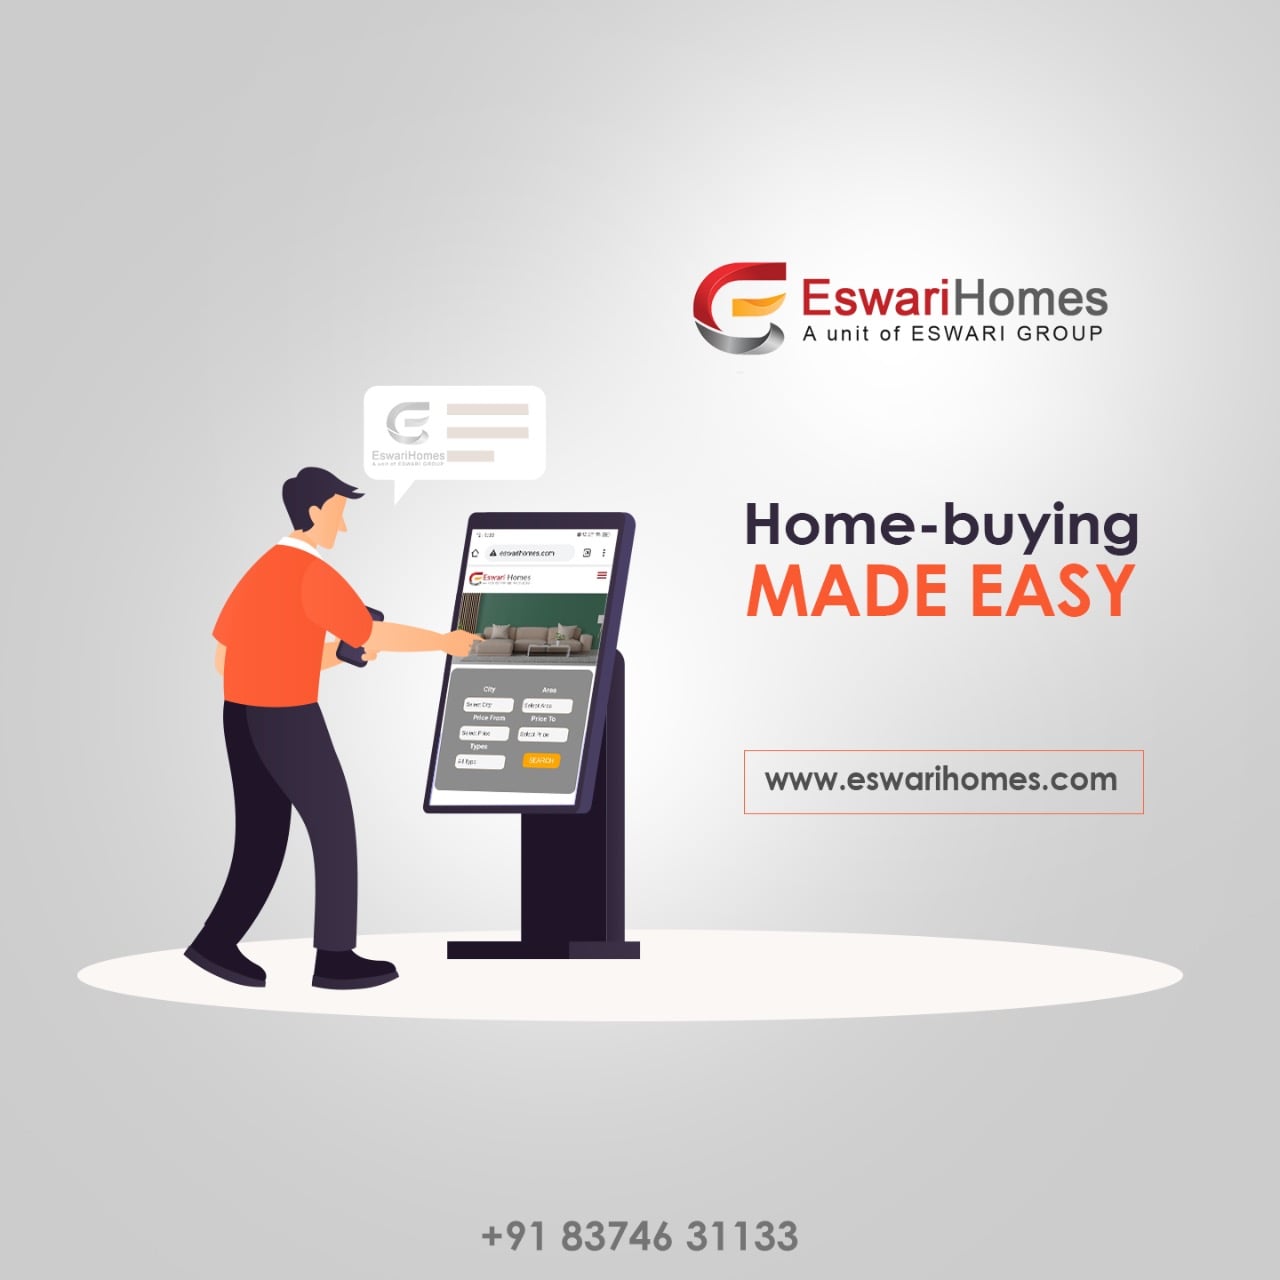 EswariHomes
A unit of ESWARI GROUP
EswariHomes
A unit of ESWARI GROUP
eswarihomes.com
Eswari Homes
Home-buying
MADE EASY
City Area
Select City Select Area
Price From Price To
Select Price Select Price
Types
All Type SEARCH
www.eswarihomes.com
+91 83746 31133